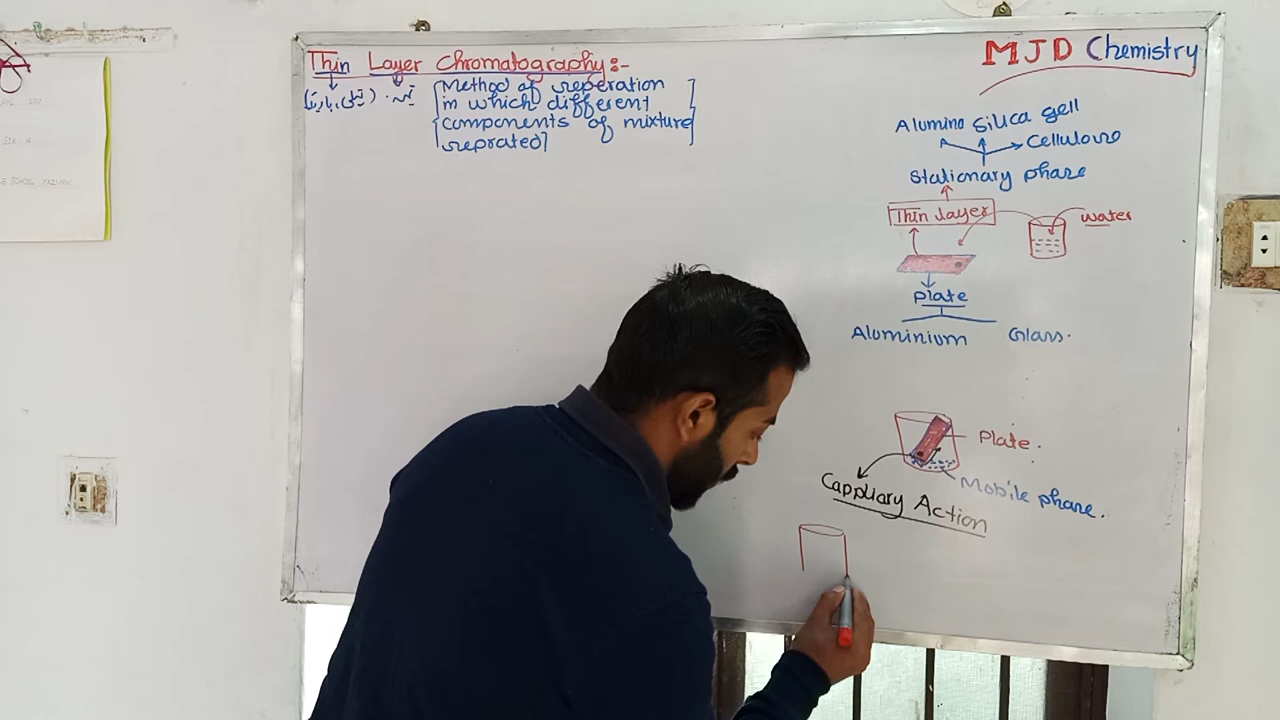 Thin Layer Chromatography:-
[Method of seperation
in which different
components of mixture
seprated]
MJD Chemistry
Alumina Silica gell
Cellulose
Stationary phase
Thin layer
water
plate
Aluminium Glass.
Plate.
Mobile phase.
Cappliary Action